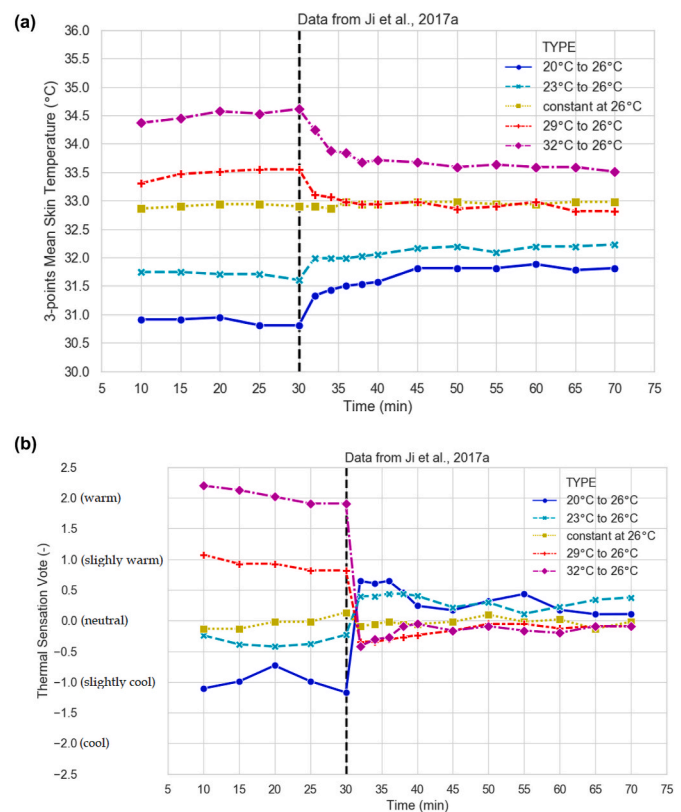 (a)
Data from Ji et al., 2017a
36.0
35.5
35.0
34.5
34.0
33.5
33.0
32.5
32.0
31.5
31.0
30.5
30.0
3-points Mean Skin Temperature (°C)
TYPE
20°C to 26°C
23°C to 26°C
constant at 26°C
29°C to 26°C
32°C to 26°C
5 10 15 20 25 30 35 40 45 50 55 60 65 70 75
Time (min)
(b)
Data from Ji et al., 2017a
2.5
2.0 (warm)
1.5
1.0 (slighly warm)
0.5
0.0 (neutral)
−0.5
−1.0 (slightly cool)
−1.5
−2.0 (cool)
−2.5
Thermal Sensation Vote (-)
TYPE
20°C to 26°C
23°C to 26°C
constant at 26°C
29°C to 26°C
32°C to 26°C
5 10 15 20 25 30 35 40 45 50 55 60 65 70 75
Time (min)